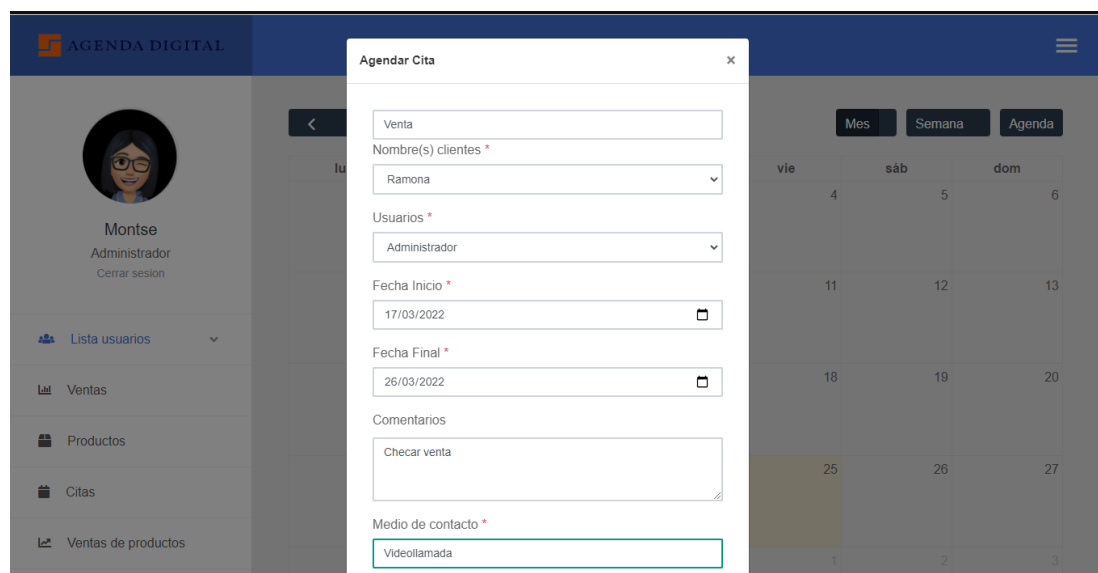 AGENDA DIGITAL
Montse
Administrador
Cerrar sesion
Lista usuarios
Ventas
Productos
Citas
Ventas de productos
Agendar Cita ×
Venta
Nombre(s) clientes *
Ramona
Usuarios *
Administrador
Fecha Inicio *
17/03/2022
Fecha Final *
26/03/2022
Comentarios
Checar venta
Medio de contacto *
Videollamada
Mes Semana Agenda
lu vie sáb dom
4 5 6
11 12 13
18 19 20
25 26 27
1 2 3